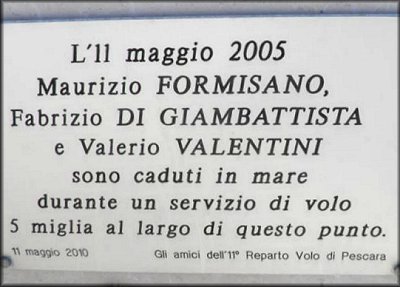 L'11 maggio 2005
Maurizio FORMISANO,
Fabrizio DI GIAMBATTISTA
e Valerio VALENTINI
sono caduti in mare
durante un servizio di volo
5 miglia al largo di questo punto.
11 maggio 2010 Gli amici dell'11° Reparto Volo di Pescara